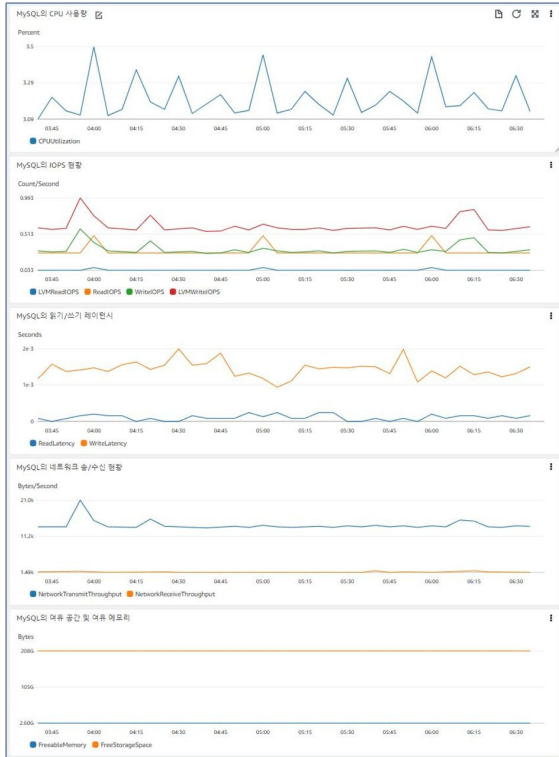 MySQL의 CPU 사용량
Percent
3.5
3.29
3.09
03:45 04:00 04:15 04:30 04:45 05:00 05:15 05:30 05:45 06:00 06:15 06:30
CPUUtilization
MySQL의 IOPS 현황
Count/Second
0.993
0.513
0.033
03:45 04:00 04:15 04:30 04:45 05:00 05:15 05:30 05:45 06:00 06:15 06:30
LVMReadIOPS ReadIOPS WriteIOPS LVMWriteIOPS
MySQL의 읽기/쓰기 레이턴시
Seconds
2e-3
1e-3
0
03:45 04:00 04:15 04:30 04:45 05:00 05:15 05:30 05:45 06:00 06:15 06:30
ReadLatency WriteLatency
MySQL의 네트워크 송/수신 현황
Bytes/Second
21.0k
11.2k
1.48k
03:45 04:00 04:15 04:30 04:45 05:00 05:15 05:30 05:45 06:00 06:15 06:30
NetworkTransmitThroughput NetworkReceiveThroughput
MySQL의 여유 공간 및 여유 메모리
Bytes
208G
105G
2.60G
03:45 04:00 04:15 04:30 04:45 05:00 05:15 05:30 05:45 06:00 06:15 06:30
FreeableMemory FreeStorageSpace